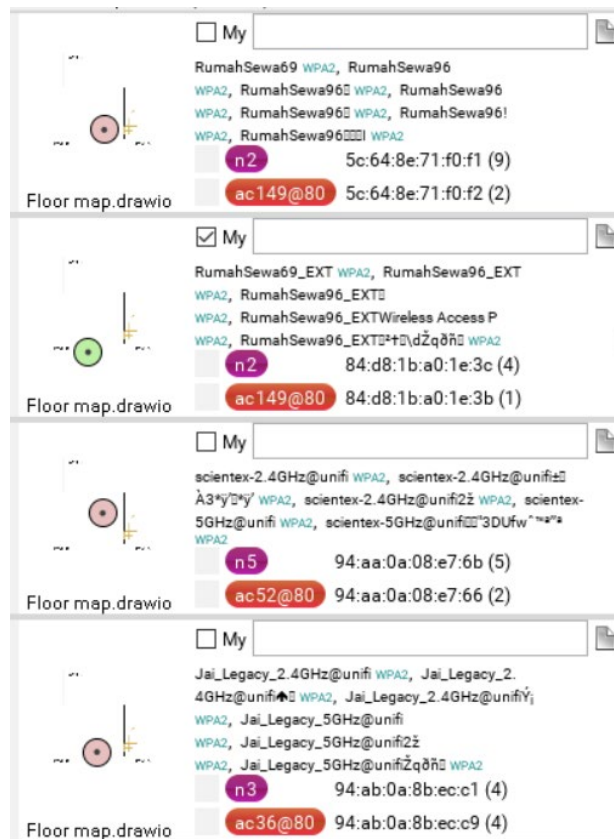 My
RumahSewa69 WPA2, RumahSewa96
WPA2, RumahSewa96▯ WPA2, RumahSewa96
WPA2, RumahSewa96▯ WPA2, RumahSewa96!
WPA2, RumahSewa96▯▯▯I WPA2
n2 5c:64:8e:71:f0:f1 (9)
ac149@80 5c:64:8e:71:f0:f2 (2)
Floor map.drawio
My
RumahSewa69_EXT WPA2, RumahSewa96_EXT
WPA2, RumahSewa96_EXT▯
WPA2, RumahSewa96_EXTWireless Access P
WPA2, RumahSewa96_EXT▯²†▯\dŽqðñ▯ WPA2
n2 84:d8:1b:a0:1e:3c (4)
ac149@80 84:d8:1b:a0:1e:3b (1)
Floor map.drawio
My
scientex-2.4GHz@unifi WPA2, scientex-2.4GHz@unifi±▯
WPA2, scientex-2.4GHz@unifi2ž WPA2, scientex-
5GHz@unifi WPA2, scientex-5GHz@unifi
WPA2
n5 94:aa:0a:08:e7:6b (5)
ac52@80 94:aa:0a:08:e7:66 (2)
Floor map.drawio
My
Jai_Legacy_2.4GHz@unifi WPA2, Jai_Legacy_2.
4GHz@unifi▯ WPA2, Jai_Legacy_2.4GHz@unifiÝ¡
WPA2, Jai_Legacy_5GHz@unifi
WPA2, Jai_Legacy_5GHz@unifi2ž
WPA2, Jai_Legacy_5GHz@unifiŽqðñ▯ WPA2
n3 94:ab:0a:8b:ec:c1 (4)
ac36@80 94:ab:0a:8b:ec:c9 (4)
Floor map.drawio